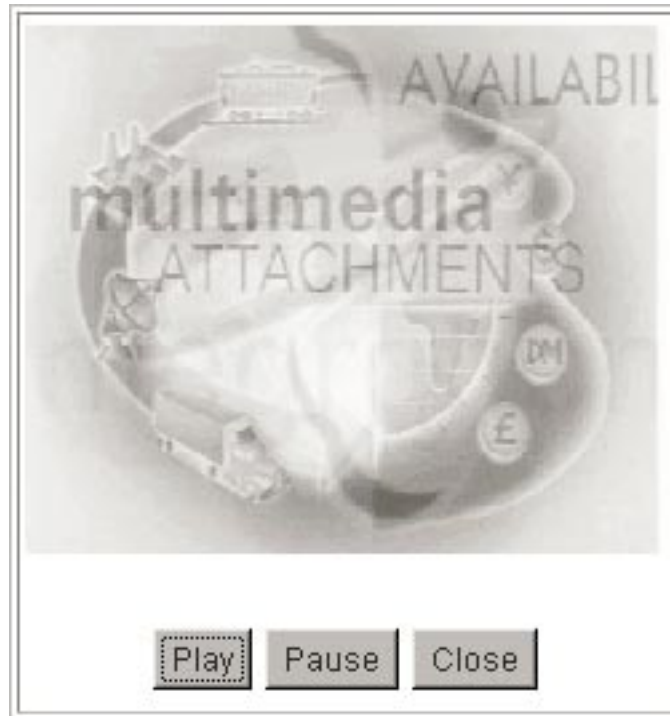 AVAILABIL
multimedia
ATTACHMENTS
¥
DM
£
Play Pause Close